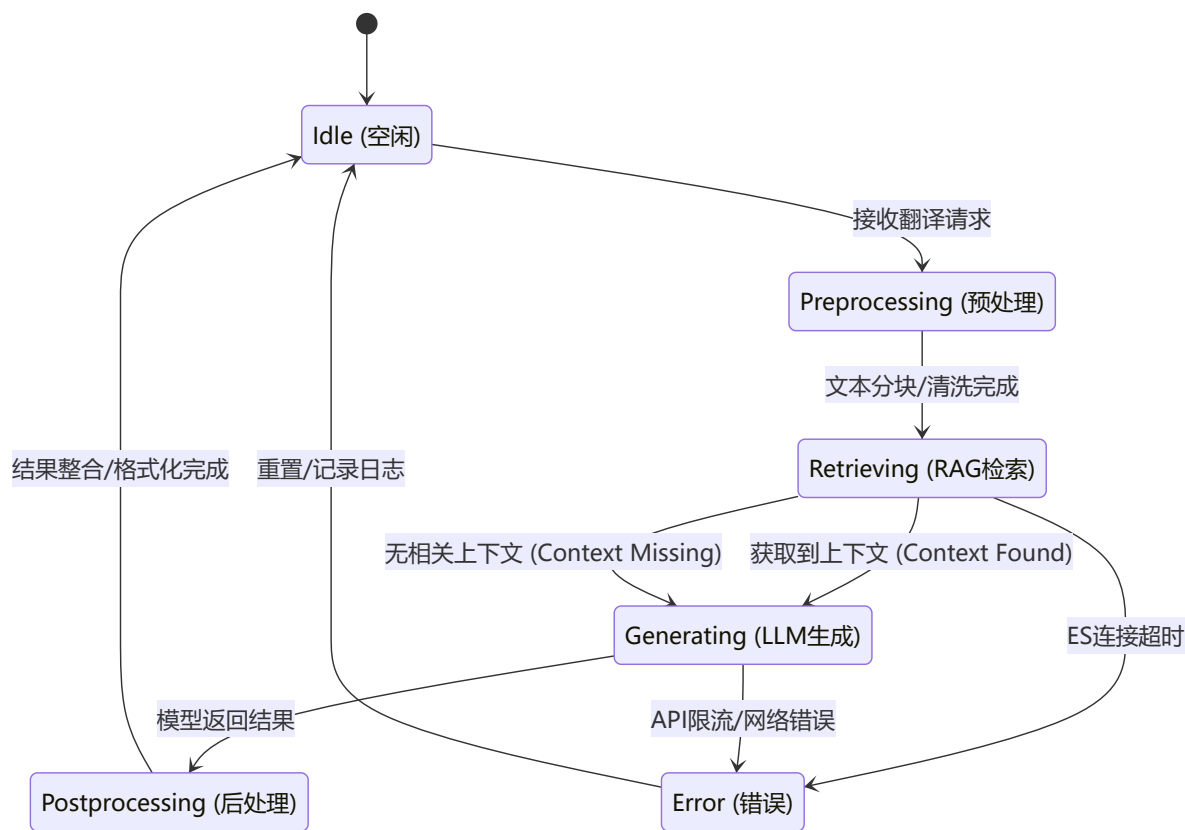 Idle (空闲)
接收翻译请求
Preprocessing (预处理)
文本分块/清洗完成
结果整合/格式化完成
重置/记录日志
Retrieving (RAG检索)
无相关上下文 (Context Missing)
获取到上下文 (Context Found)
Generating (LLM生成)
ES连接超时
模型返回结果
API限流/网络错误
Postprocessing (后处理)
Error (错误)